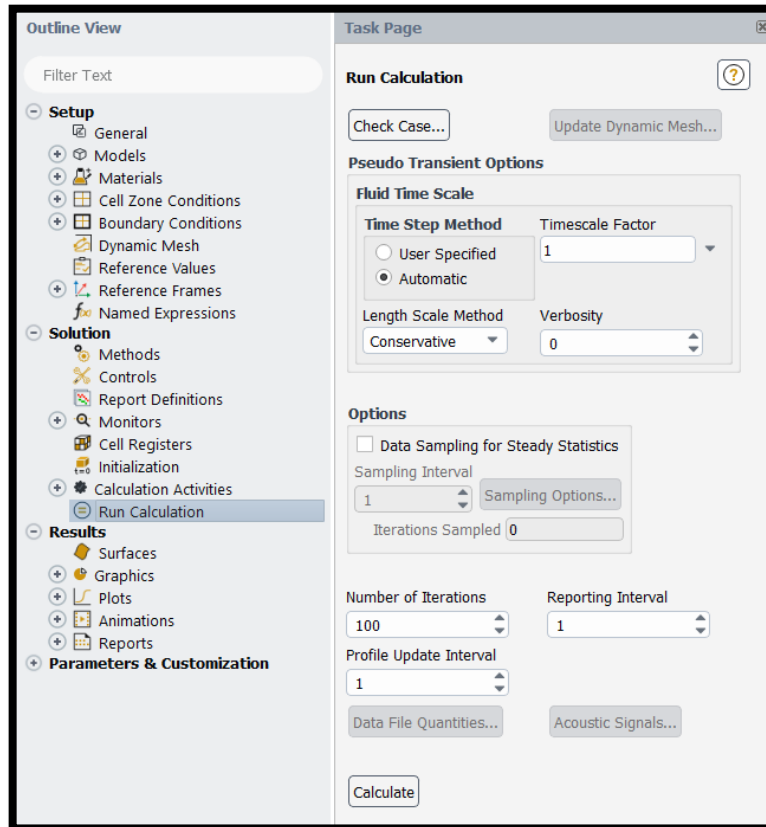 Outline View
Filter Text
Setup
General
Models
Materials
Cell Zone Conditions
Boundary Conditions
Dynamic Mesh
Reference Values
Reference Frames
Named Expressions
Solution
Methods
Controls
Report Definitions
Monitors
Cell Registers
Initialization
Calculation Activities
Run Calculation
Results
Surfaces
Graphics
Plots
Animations
Reports
Parameters & Customization
Task Page
Run Calculation
?
Check Case... Update Dynamic Mesh...
Pseudo Transient Options
Fluid Time Scale
Time Step Method Timescale Factor
User Specified 1
Automatic
Length Scale Method Verbosity
Conservative 0
Options
Data Sampling for Steady Statistics
Sampling Interval
1 Sampling Options...
Iterations Sampled 0
Number of Iterations Reporting Interval
100 1
Profile Update Interval
1
Data File Quantities... Acoustic Signals...
Calculate